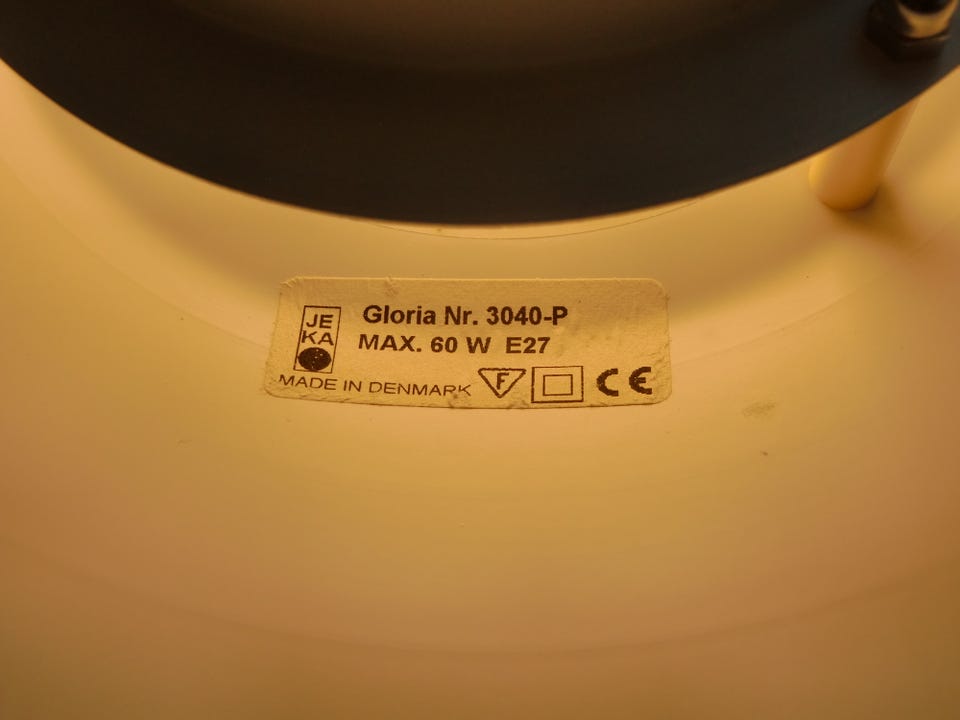 JE
KA
Gloria Nr. 3040-P
MAX. 60 W E27
MADE IN DENMARK F CE